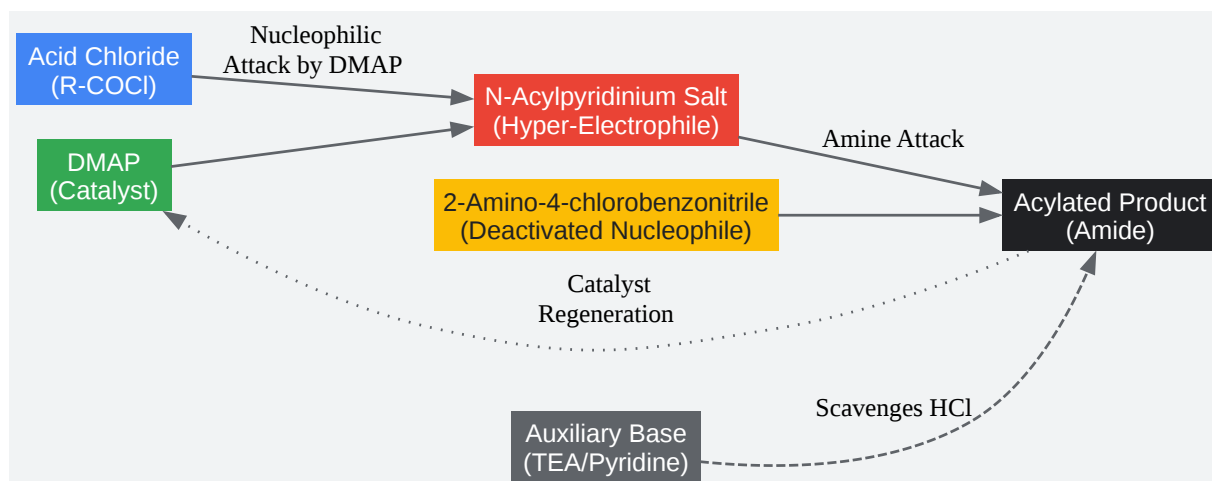 Acid Chloride
(R-COCl)
Nucleophilic
Attack by DMAP
N-Acylpyridinium Salt
(Hyper-Electrophile)
DMAP
(Catalyst)
Amine Attack
2-Amino-4-chlorobenzonitrile
(Deactivated Nucleophile)
Acylated Product
(Amide)
Catalyst
Regeneration
Scavenges HCl
Auxiliary Base
(TEA/Pyridine)